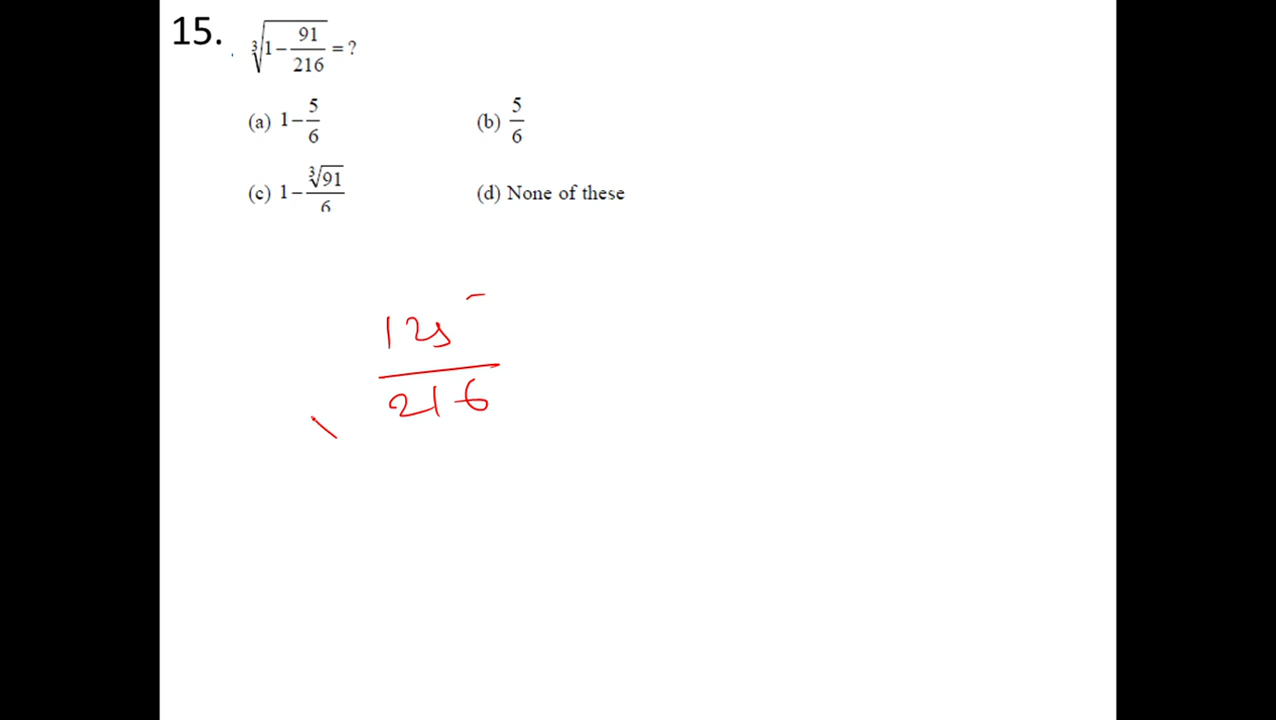 15. ∛(1 − 91/216) = ?
(a) 1 − 5/6 (b) 5/6
(c) 1 − ∛91/6 (d) None of these
125
216